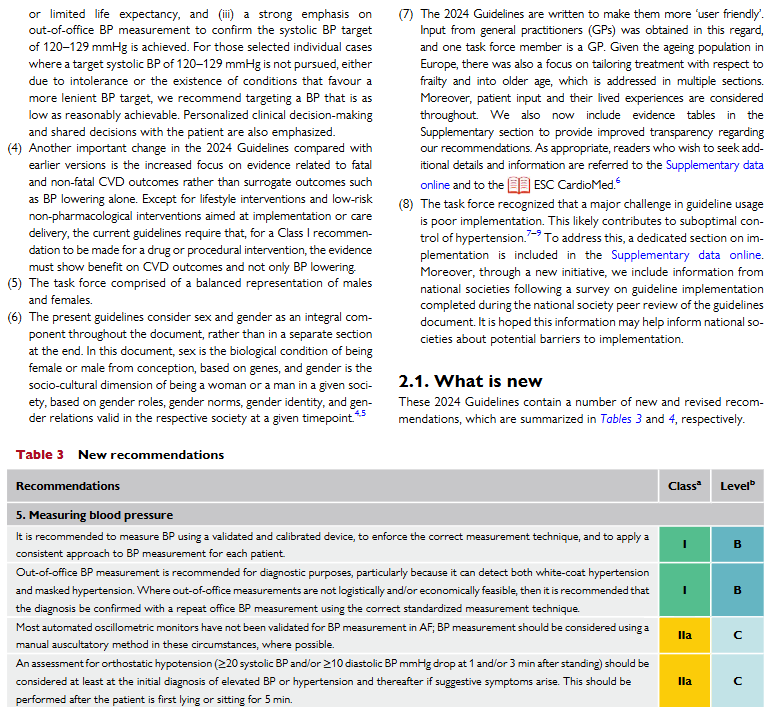 or limited life expectancy, and (iii) a strong emphasis on
out-of-office BP measurement to confirm the systolic BP target
of 120–129 mmHg is achieved. For those selected individual cases
where a target systolic BP of 120–129 mmHg is not pursued, either
due to intolerance or the existence of conditions that favour a
more lenient BP target, we recommend targeting a BP that is as
low as reasonably achievable. Personalized clinical decision-making
and shared decisions with the patient are also emphasized.
(4) Another important change in the 2024 Guidelines compared with
earlier versions is the increased focus on evidence related to fatal
and non-fatal CVD outcomes rather than surrogate outcomes such
as BP lowering alone. Except for lifestyle interventions and low-risk
non-pharmacological interventions aimed at implementation or care
delivery, the current guidelines require that, for a Class I recommen-
dation to be made for a drug or procedural intervention, the evidence
must show benefit on CVD outcomes and not only BP lowering.
(5) The task force comprised of a balanced representation of males
and females.
(6) The present guidelines consider sex and gender as an integral com-
ponent throughout the document, rather than in a separate section
at the end. In this document, sex is the biological condition of being
female or male from conception, based on genes, and gender is the
socio-cultural dimension of being a woman or a man in a given soci-
ety, based on gender roles, gender norms, gender identity, and gen-
der relations valid in the respective society at a given timepoint.4,5
(7) The 2024 Guidelines are written to make them more ‘user friendly’.
Input from general practitioners (GPs) was obtained in this regard,
and one task force member is a GP. Given the ageing population in
Europe, there was also a focus on tailoring treatment with respect to
frailty and into older age, which is addressed in multiple sections.
Moreover, patient input and their lived experiences are considered
throughout. We also now include evidence tables in the
Supplementary section to provide improved transparency regarding
our recommendations. As appropriate, readers who wish to seek add-
itional details and information are referred to the Supplementary data
online and to the ESC CardioMed.6
(8) The task force recognized that a major challenge in guideline usage
is poor implementation. This likely contributes to suboptimal con-
trol of hypertension.7–9 To address this, a dedicated section on im-
plementation is included in the Supplementary data online.
Moreover, through a new initiative, we include information from
national societies following a survey on guideline implementation
completed during the national society peer review of the guidelines
document. It is hoped this information may help inform national so-
cieties about potential barriers to implementation.
2.1. What is new
These 2024 Guidelines contain a number of new and revised recom-
mendations, which are summarized in Tables 3 and 4, respectively.
Table 3 New recommendations
Recommendations Classa Levelb
5. Measuring blood pressure
It is recommended to measure BP using a validated and calibrated device, to enforce the correct measurement technique, and to apply a
consistent approach to BP measurement for each patient.
I B
Out-of-office BP measurement is recommended for diagnostic purposes, particularly because it can detect both white-coat hypertension
and masked hypertension. Where out-of-office measurements are not logistically and/or economically feasible, then it is recommended that
the diagnosis be confirmed with a repeat office BP measurement using the correct standardized measurement technique.
I B
Most automated oscillometric monitors have not been validated for BP measurement in AF; BP measurement should be considered using a
manual auscultatory method in these circumstances, where possible.
IIa C
An assessment for orthostatic hypotension (≥20 systolic BP and/or ≥10 diastolic BP mmHg drop at 1 and/or 3 min after standing) should be
considered at least at the initial diagnosis of elevated BP or hypertension and thereafter if suggestive symptoms arise. This should be
performed after the patient is first lying or sitting for 5 min.
IIa C